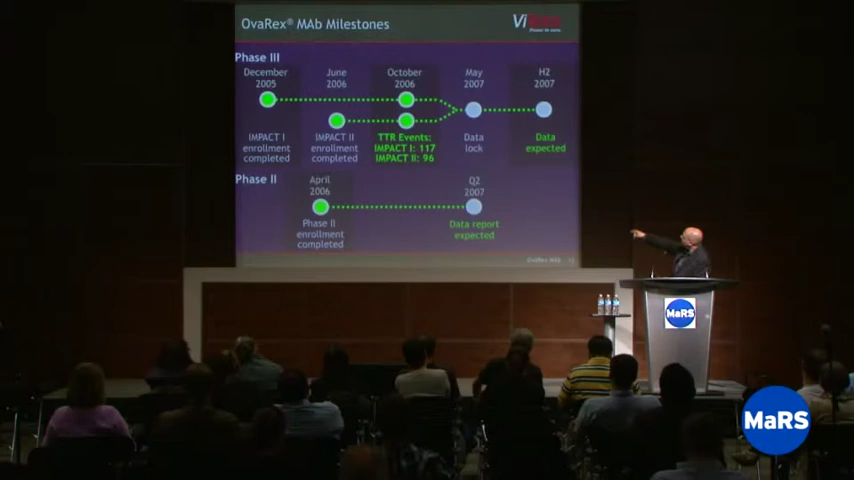 OvaRex® MAb Milestones
Phase III
December
2005
June
2006
October
2006
May
2007
H2
2007
IMPACT I
enrollment
completed
IMPACT II
enrollment
completed
TTR Events:
IMPACT I: 117
IMPACT II: 96
Data
lock
Data
expected
Phase II
April
2006
Q2
2007
Phase II
enrollment
completed
Data report
expected
MaRS
MaRS